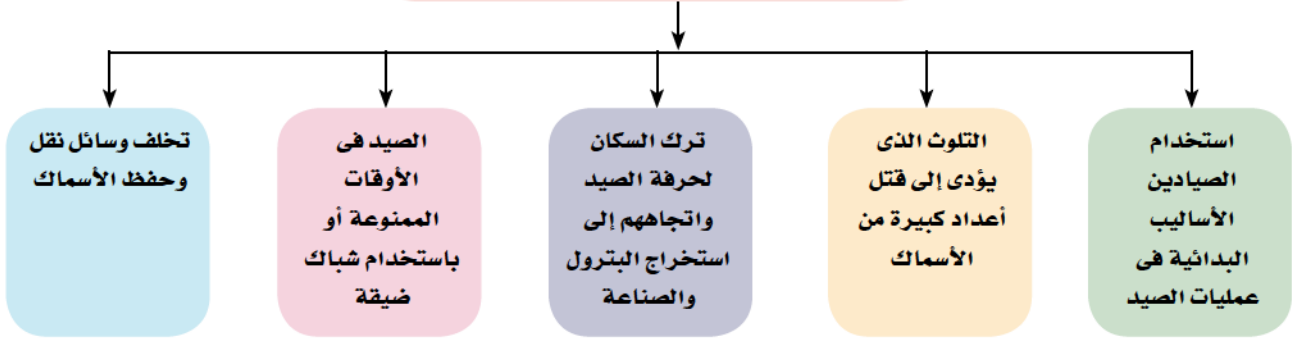 استخدام
الصيادين
الأساليب
البدائية فى
عمليات الصيد
التلوث الذى
يؤدى إلى قتل
أعداد كبيرة من
الأسماك
ترك السكان
لحرفة الصيد
واتجاههم إلى
استخراج البترول
والصناعة
الصيد فى
الأوقات
الممنوعة أو
باستخدام شباك
ضيقة
تخلف وسائل نقل
وحفظ الأسماك